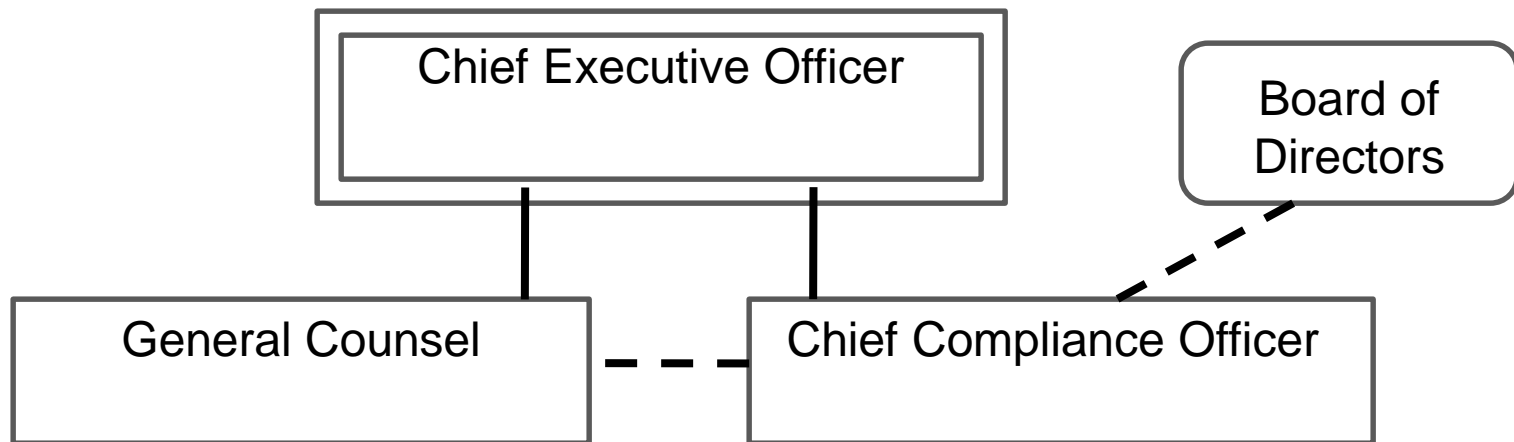 Chief Executive Officer
Board of
Directors
General Counsel
Chief Compliance Officer